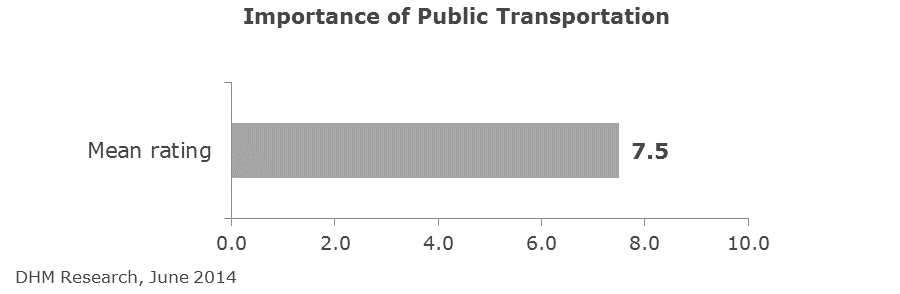 Importance of Public Transportation
Mean rating
7.5
0.0 2.0 4.0 6.0 8.0 10.0
DHM Research, June 2014